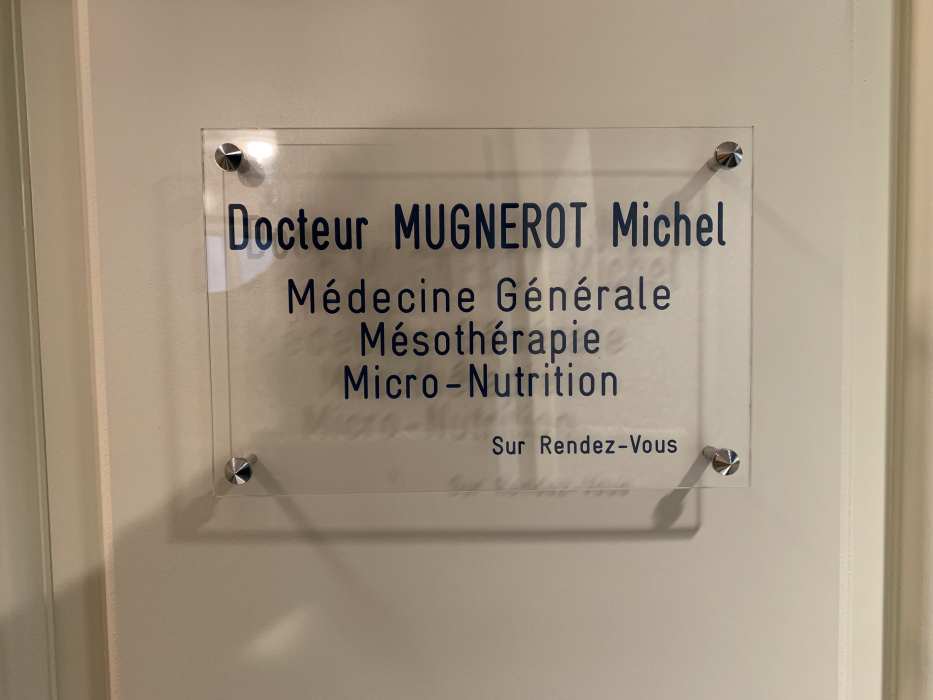 Docteur MUGNEROT Michel
Médecine Générale
Mésothérapie
Micro-Nutrition
Sur Rendez-Vous